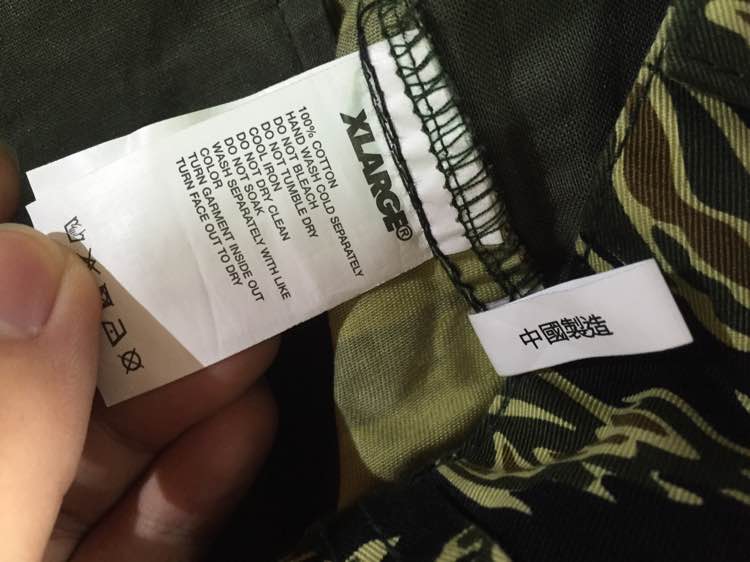 XLARGE®
100% COTTON
HAND WASH COLD SEPARATELY
DO NOT BLEACH
DO NOT TUMBLE DRY
COOL IRON
DO NOT DRY CLEAN
DO NOT SOAK
WASH SEPARATELY WITH LIKE
COLOR
TURN GARMENT INSIDE OUT
TURN FACE OUT TO DRY
中國製造